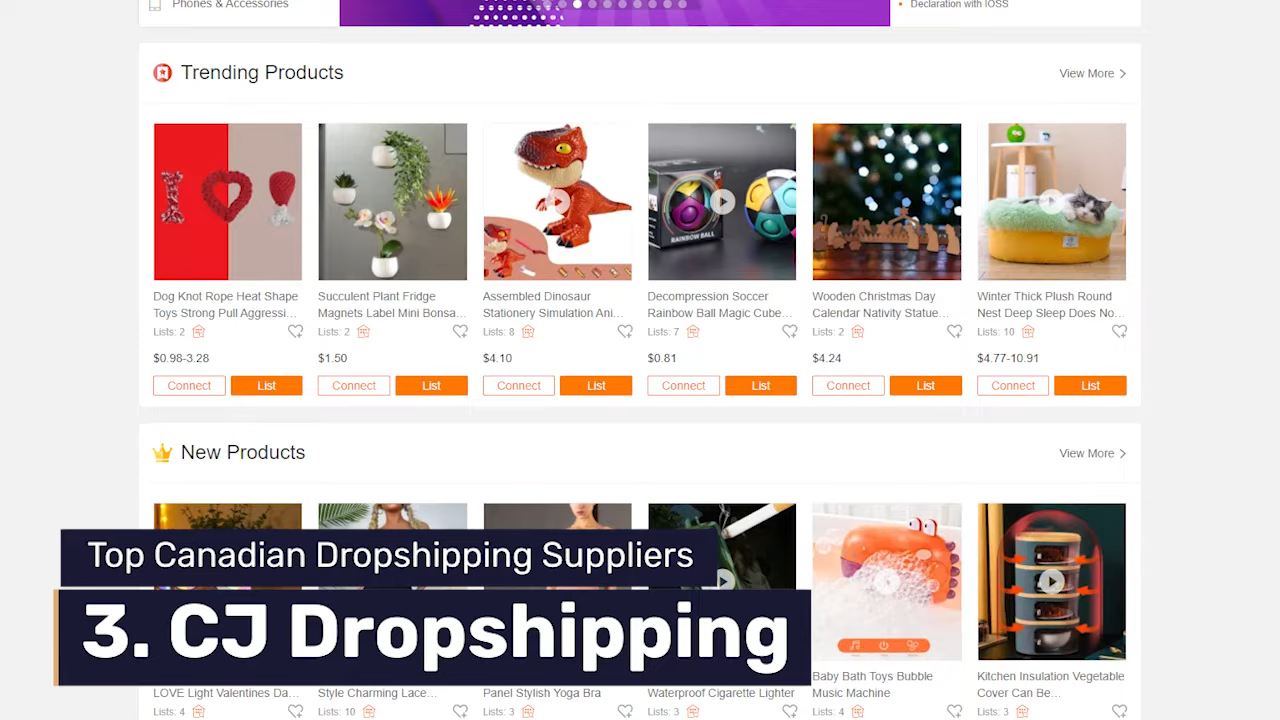 Phones & Accessories
Declaration with IOSS
Trending Products
View More
RAINBOW BALL
Dog Knot Rope Heat Shape
Toys Strong Pull Aggressi...
Lists: 2
$0.98-3.28
Connect
List
Succulent Plant Fridge
Magnets Label Mini Bonsa...
Lists: 2
$1.50
Connect
List
Assembled Dinosaur
Stationery Simulation Ani...
Lists: 8
$4.10
Connect
List
Decompression Soccer
Rainbow Ball Magic Cube...
Lists: 7
$0.81
Connect
List
Wooden Christmas Day
Calendar Nativity Statue...
Lists: 2
$4.24
Connect
List
Winter Thick Plush Round
Nest Deep Sleep Does No...
Lists: 10
$4.77-10.91
Connect
List
New Products
View More
Top Canadian Dropshipping Suppliers
3. CJ Dropshipping
LOVE Light Valentines Da...
Lists: 4
Style Charming Lace...
Lists: 10
Panel Stylish Yoga Bra
Lists: 3
Waterproof Cigarette Lighter
Lists: 3
Baby Bath Toys Bubble
Music Machine
Lists: 4
Kitchen Insulation Vegetable
Cover Can Be...
Lists: 3